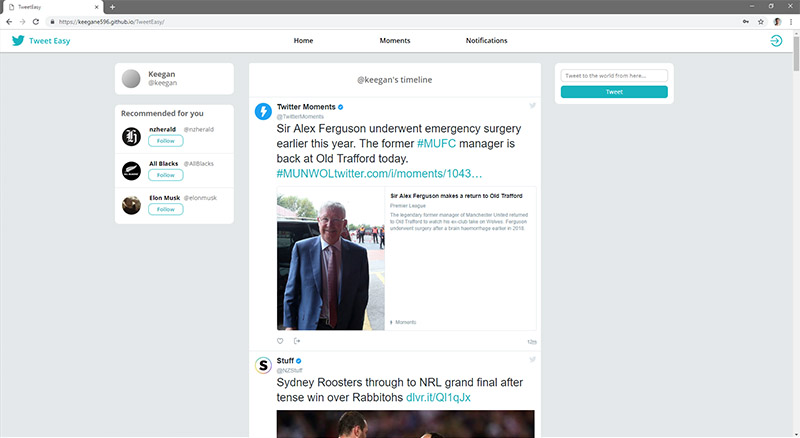 TweetEasy
https://keegane596.github.io/TweetEasy/
Tweet Easy
Home
Moments
Notifications
Keegan
@keegan
Recommended for you
nzherald @nzherald
Follow
All Blacks @AllBlacks
Follow
Elon Musk @elonmusk
Follow
@keegan's timeline
Twitter Moments
@TwitterMoments
Sir Alex Ferguson underwent emergency surgery
earlier this year. The former #MUFC manager is
back at Old Trafford today.
#MUNWOLtwitter.com/i/moments/1043…
Sir Alex Ferguson makes a return to Old Trafford
Premier League
The legendary former manager of Manchester United returned
to Old Trafford to watch his ex-club take on Wolves. Ferguson
underwent surgery after a brain haemorrhage earlier in 2018.
Moments
12m
S
Stuff
@NZStuff
Sydney Roosters through to NRL grand final after
tense win over Rabbitohs dlvr.it/Ql1qJx
Tweet to the world from here...
Tweet